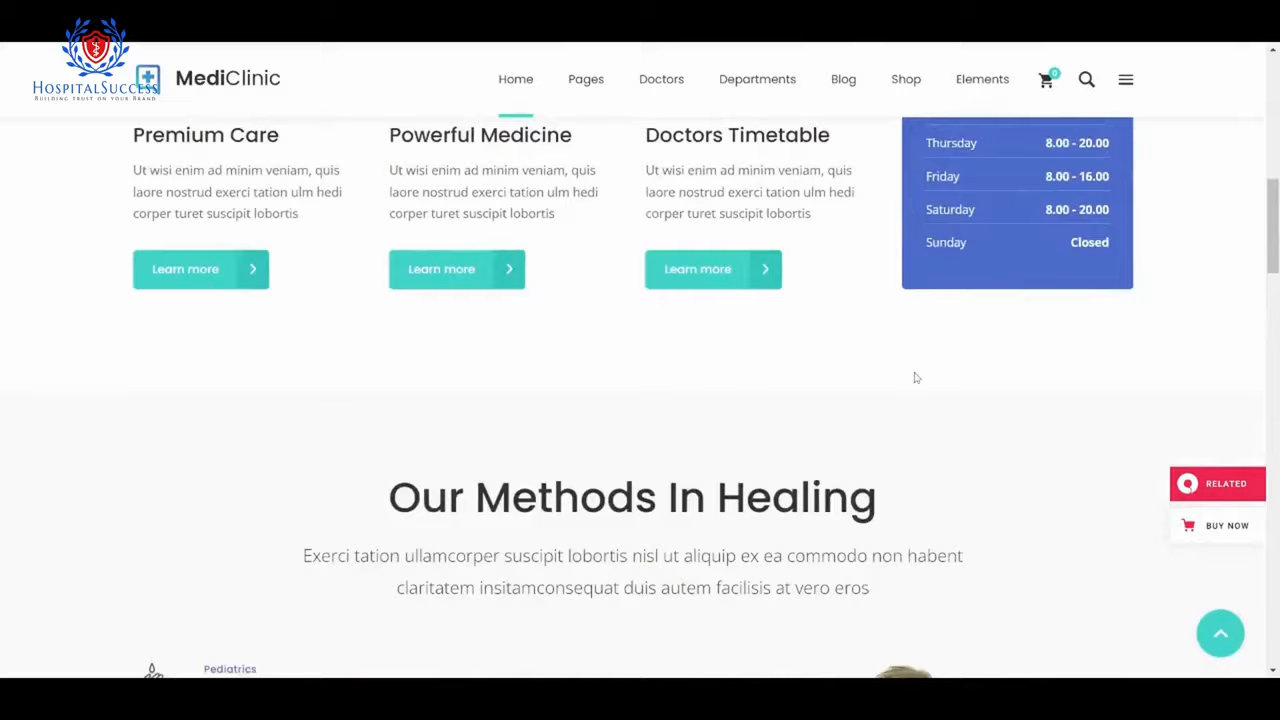 HOSPITALSUCCESS
BUILDING TRUST ON YOUR BRAND
MediClinic
Home
Pages
Doctors
Departments
Blog
Shop
Elements
0
Premium Care
Ut wisi enim ad minim veniam, quis
laore nostrud exerci tation ulm hedi
corper turet suscipit lobortis
Learn more
Powerful Medicine
Ut wisi enim ad minim veniam, quis
laore nostrud exerci tation ulm hedi
corper turet suscipit lobortis
Learn more
Doctors Timetable
Ut wisi enim ad minim veniam, quis
laore nostrud exerci tation ulm hedi
corper turet suscipit lobortis
Learn more
Thursday 8.00 - 20.00
Friday 8.00 - 16.00
Saturday 8.00 - 20.00
Sunday Closed
Our Methods In Healing
Exerci tation ullamcorper suscipit lobortis nisl ut aliquip ex ea commodo non habent
claritatem insitamconsequat duis autem facilisis at vero eros
RELATED
BUY NOW
Pediatrics